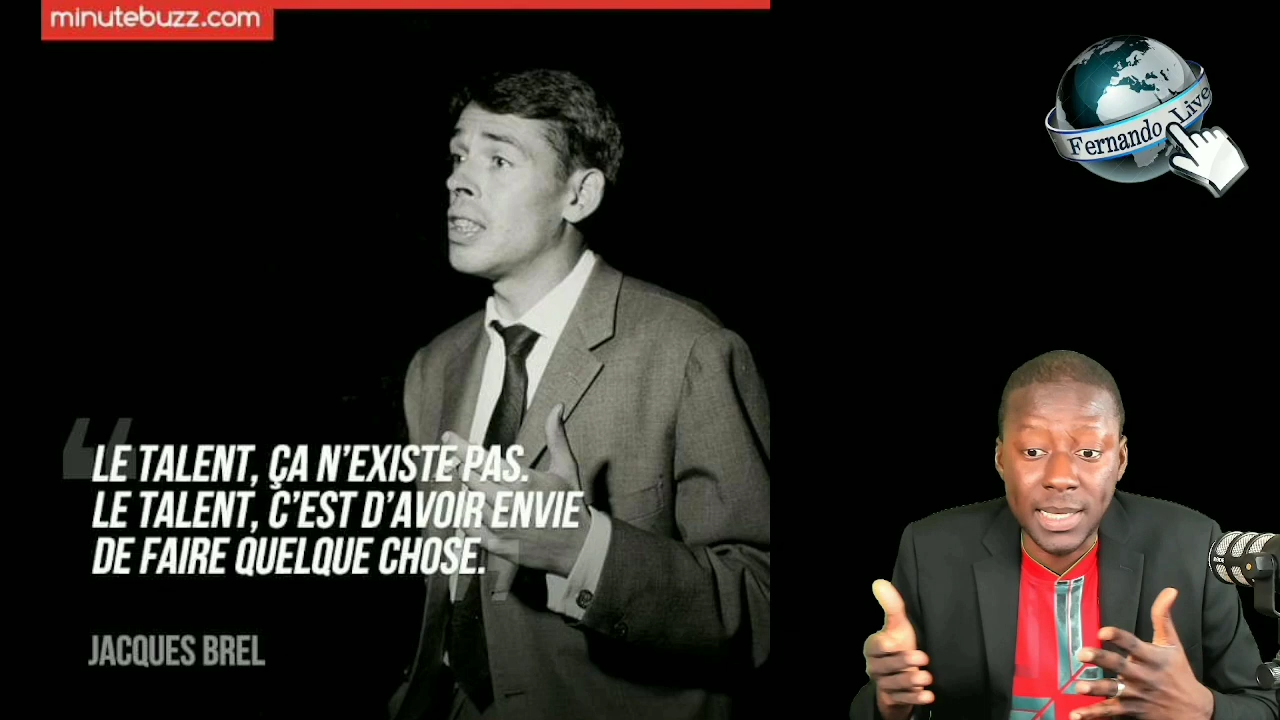 minutebuzz.com
Fernando Live
LE TALENT, ÇA N'EXISTE PAS.
LE TALENT, C'EST D'AVOIR ENVIE
DE FAIRE QUELQUE CHOSE.
JACQUES BREL